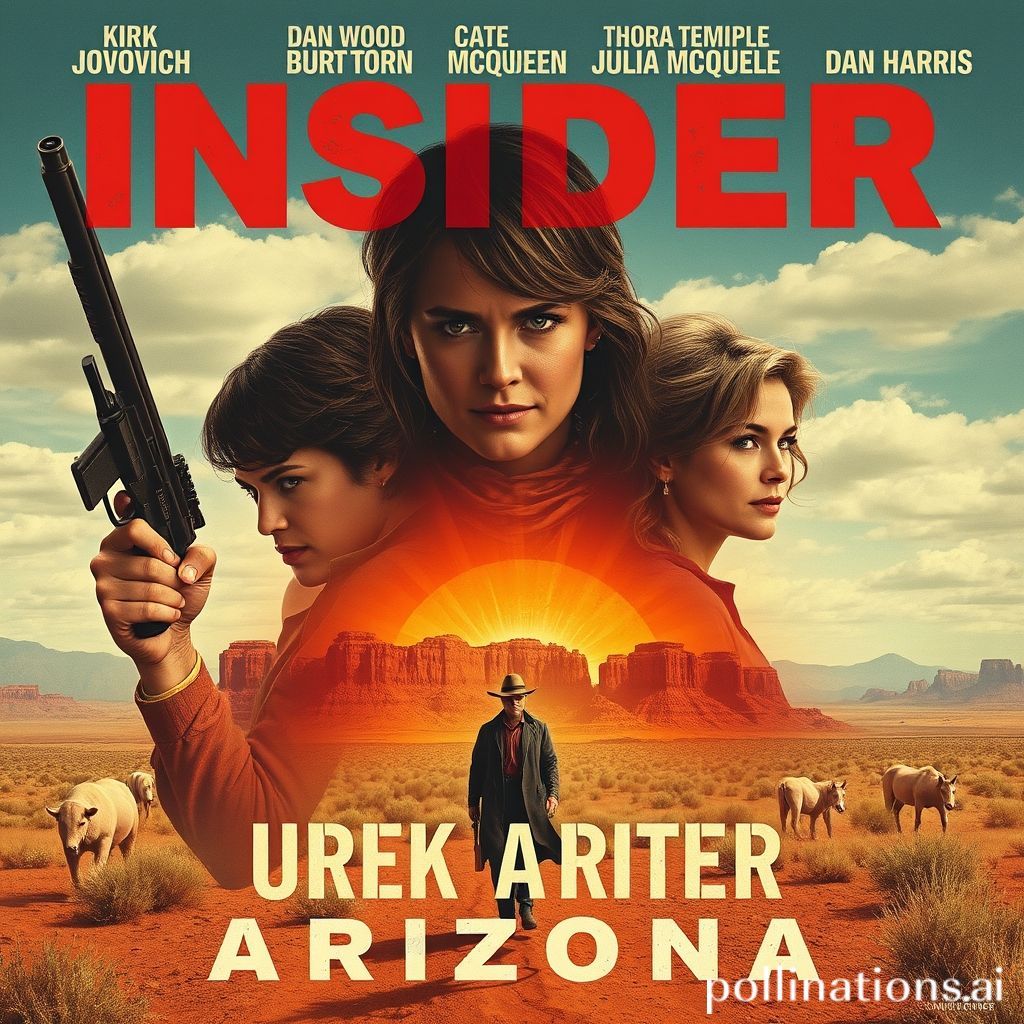 KIRK
JOVOVICH
DAN WOOD
BURT TORN
CATE
MCQUEEN
THORA TEMPLE
JULIA MCQUELE
DAN HARRIS
INSIDER
UREK ARITER
ARIZONA
pollinations.ai